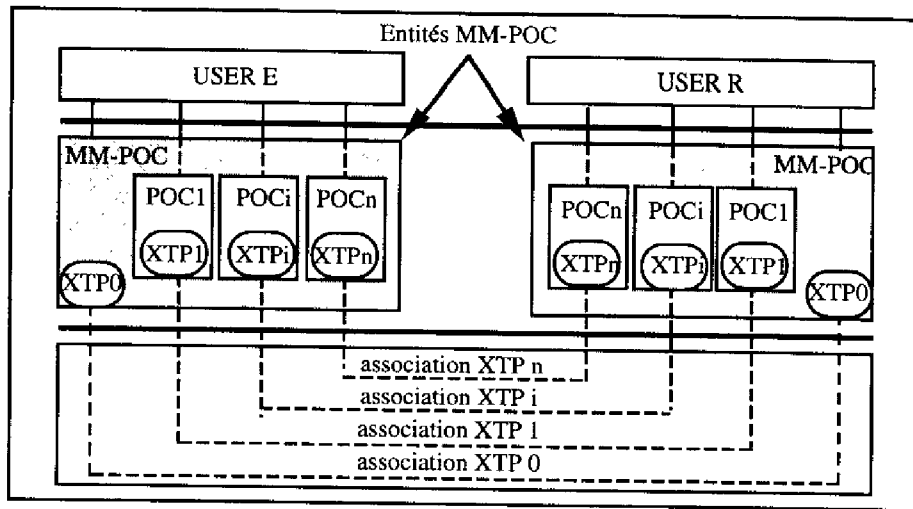 Entités MM-POC
USER E
USER R
MM-POC
MM-POC
POC1
POCi
POCn
POCn
POCi
POC1
XTP1
XTPi
XTPn
XTPn
XTPi
XTP1
XTP0
XTP0
association XTP n
association XTP i
association XTP 1
association XTP 0